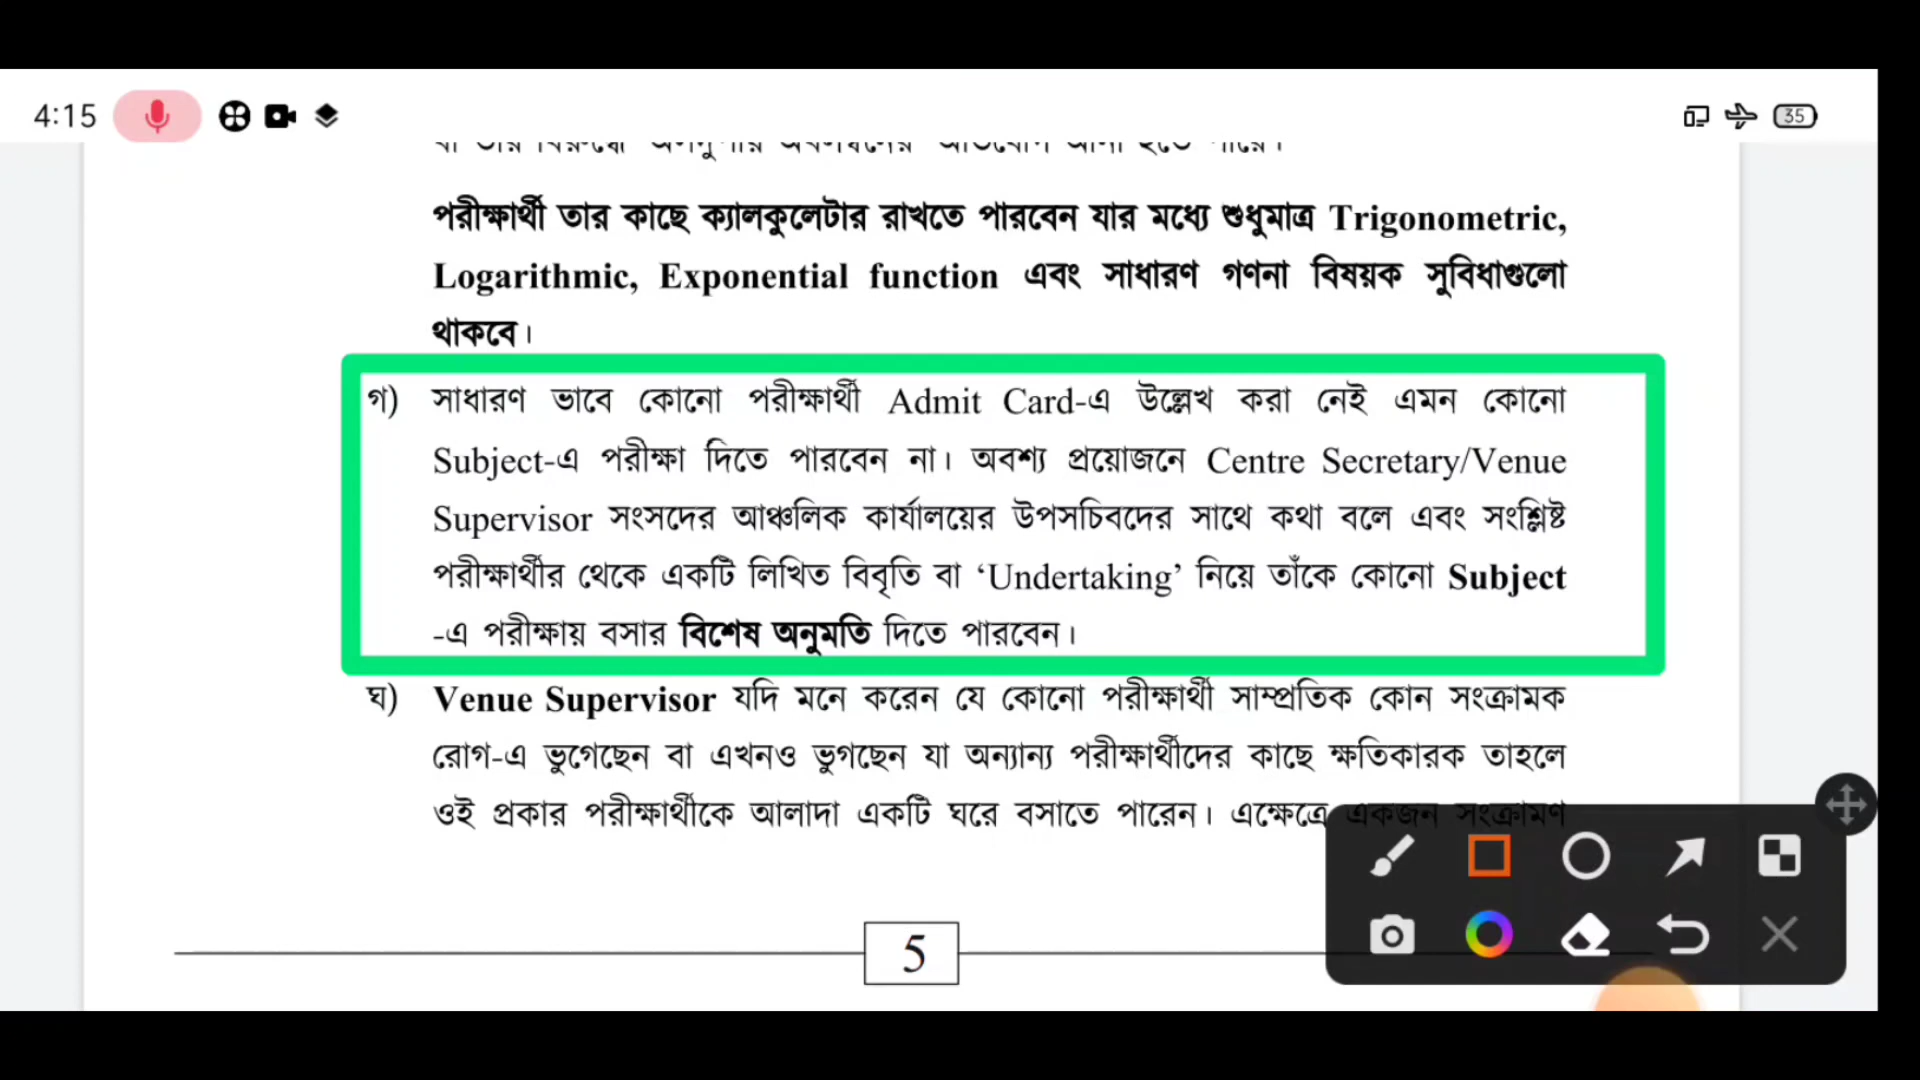 4:15
35
পরীক্ষার্থী তার কাছে ক্যালকুলেটার রাখতে পারবেন যার মধ্যে শুধুমাত্র Trigonometric,
Logarithmic, Exponential function এবং সাধারণ গণনা বিষয়ক সুবিধাগুলো
থাকবে।
গ) সাধারণ ভাবে কোনো পরীক্ষার্থী Admit Card-এ উল্লেখ করা নেই এমন কোনো
Subject-এ পরীক্ষা দিতে পারবেন না। অবশ্য প্রয়োজনে Centre Secretary/Venue
Supervisor সংসদের আঞ্চলিক কার্যালয়ের উপসচিবদের সাথে কথা বলে এবং সংশ্লিষ্ট
পরীক্ষার্থীর থেকে একটি লিখিত বিবৃতি বা ‘Undertaking’ নিয়ে তাঁকে কোনো Subject
-এ পরীক্ষায় বসার বিশেষ অনুমতি দিতে পারবেন।
ঘ) Venue Supervisor যদি মনে করেন যে কোনো পরীক্ষার্থী সাম্প্রতিক কোন সংক্রামক
রোগ-এ ভুগেছেন বা এখনও ভুগছেন যা অন্যান্য পরীক্ষার্থীদের কাছে ক্ষতিকারক তাহলে
ওই প্রকার পরীক্ষার্থীকে আলাদা একটি ঘরে বসাতে পারেন। এক্ষেত্রে একজন সংক্রামণ
5